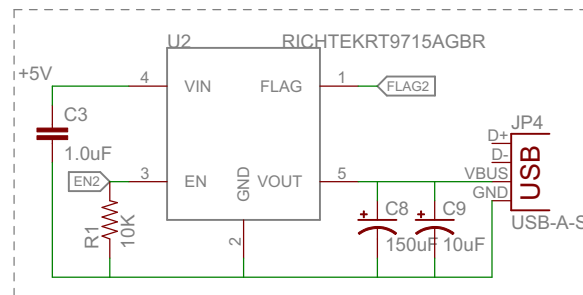 U2
RICHTEKRT9715AGBR
+5V
4
VIN
FLAG
1
FLAG2
C3
1.0uF
EN2
3
EN
GND
VOUT
5
2
R1
10K
C8
150uF
C9
10uF
JP4
D+
D-
VBUS
GND
USB
USB-A-S